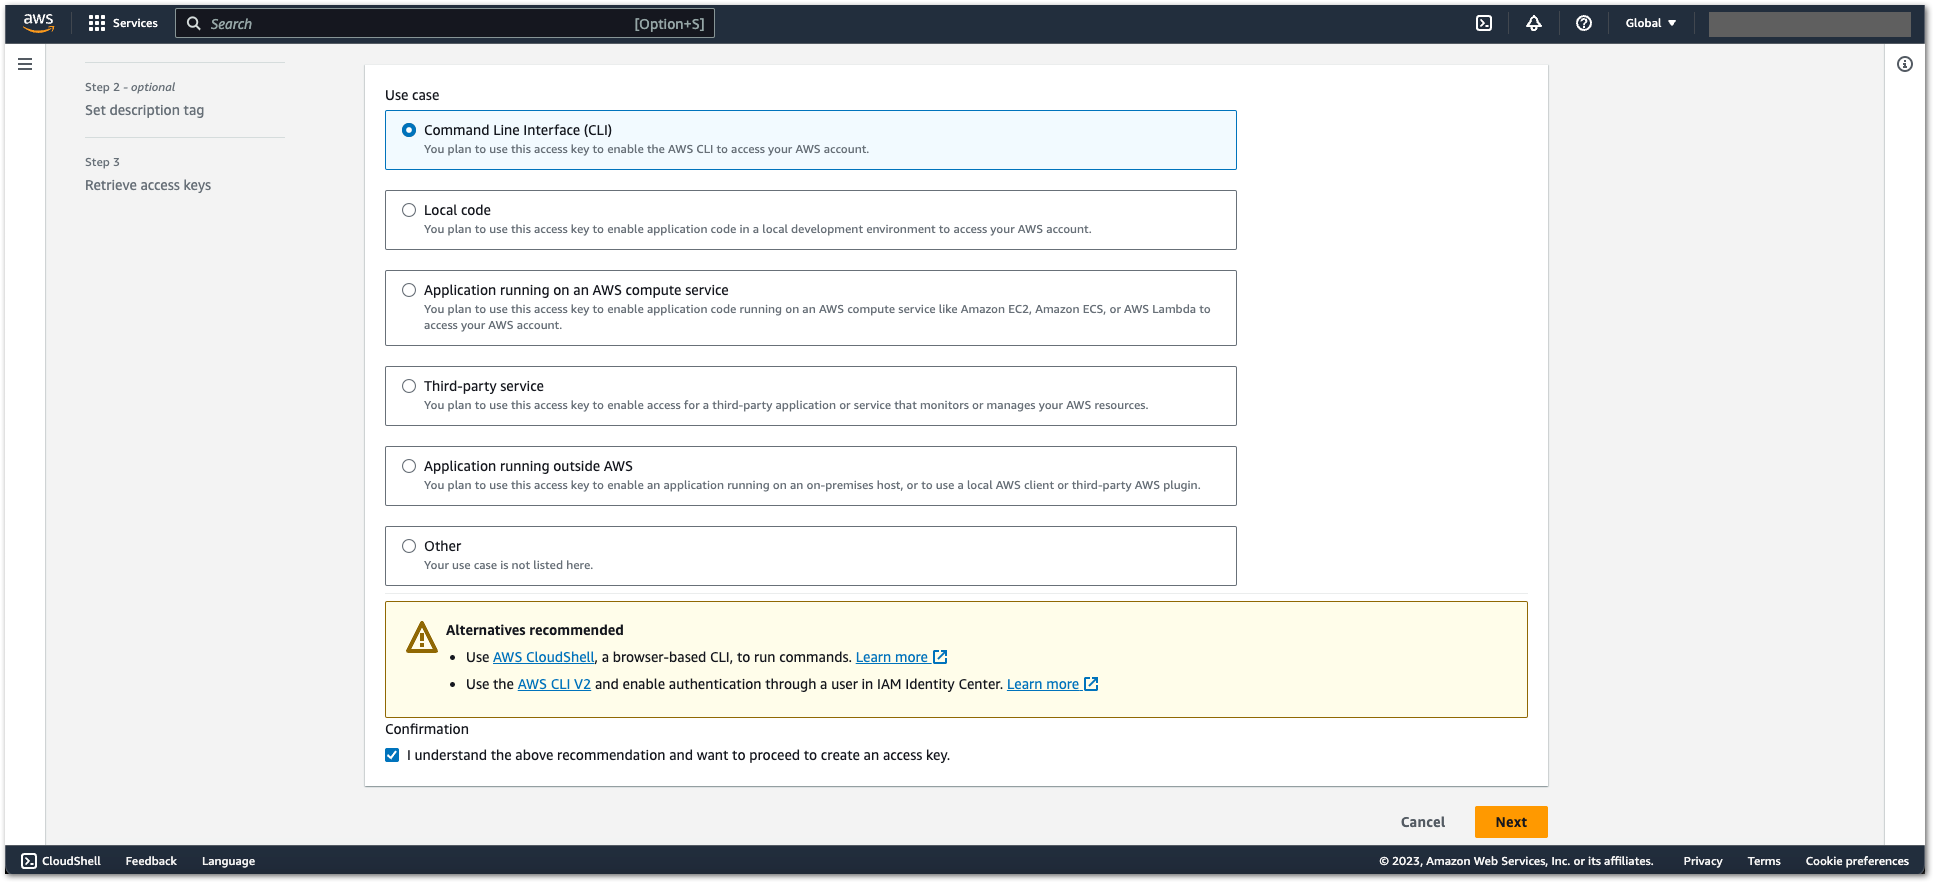 aws
Services
Search
[Option+S]
Global
Step 2 - optional
Set description tag
Step 3
Retrieve access keys
Use case
Command Line Interface (CLI)
You plan to use this access key to enable the AWS CLI to access your AWS account.
Local code
You plan to use this access key to enable application code in a local development environment to access your AWS account.
Application running on an AWS compute service
You plan to use this access key to enable application code running on an AWS compute service like Amazon EC2, Amazon ECS, or AWS Lambda to
access your AWS account.
Third-party service
You plan to use this access key to enable access for a third-party application or service that monitors or manages your AWS resources.
Application running outside AWS
You plan to use this access key to enable an application running on an on-premises host, or to use a local AWS client or third-party AWS plugin.
Other
Your use case is not listed here.
Alternatives recommended
• Use AWS CloudShell, a browser-based CLI, to run commands. Learn more
• Use the AWS CLI V2 and enable authentication through a user in IAM Identity Center. Learn more
Confirmation
I understand the above recommendation and want to proceed to create an access key.
Cancel
Next
CloudShell
Feedback
Language
© 2023, Amazon Web Services, Inc. or its affiliates.
Privacy
Terms
Cookie preferences